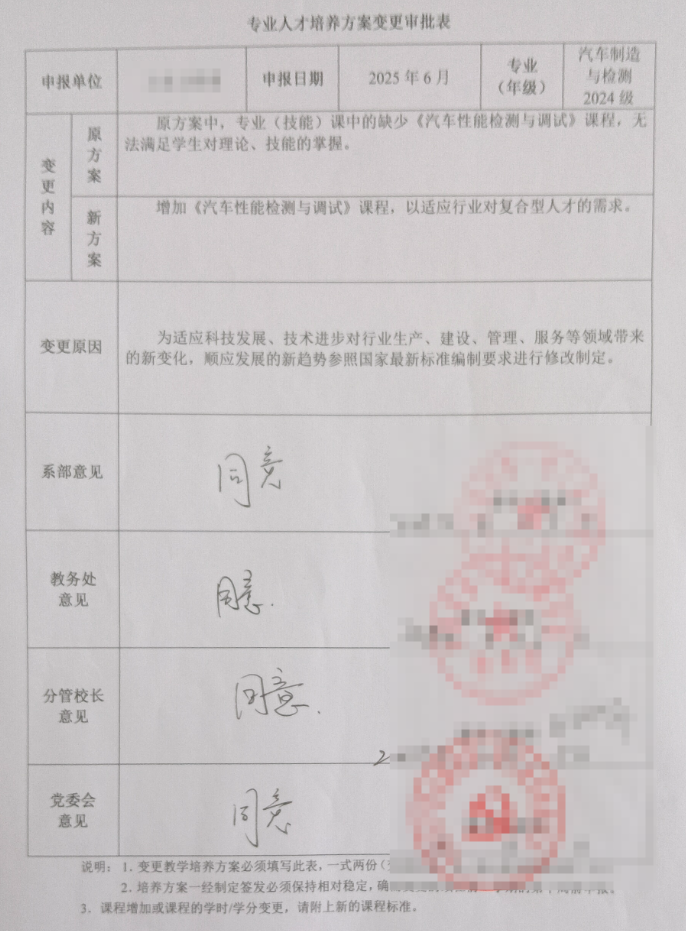 专业人才培养方案变更审批表
申报单位
申报日期
2025年6月
专业
（年级）
汽车制造
与检测
2024级
变更内容
原方案
原方案中，专业（技能）课中的缺少《汽车性能检测与调试》课程，无
法满足学生对理论、技能的掌握。
新方案
增加《汽车性能检测与调试》课程，以适应行业对复合型人才的需求。
变更原因
为适应科技发展、技术进步对行业生产、建设、管理、服务等领域带来
的新变化，顺应发展的新趋势参照国家最新标准编制要求进行修改制定。
系部意见
同意
教务处
意见
同意.
分管校长
意见
同意.
2
党委会
意见
同意
说明：1.变更教学培养方案必须填写此表，一式两份（
2.培养方案一经制定签发必须保持相对稳定，确
3.课程增加或课程的学时/学分变更，请附上新的课程标准。